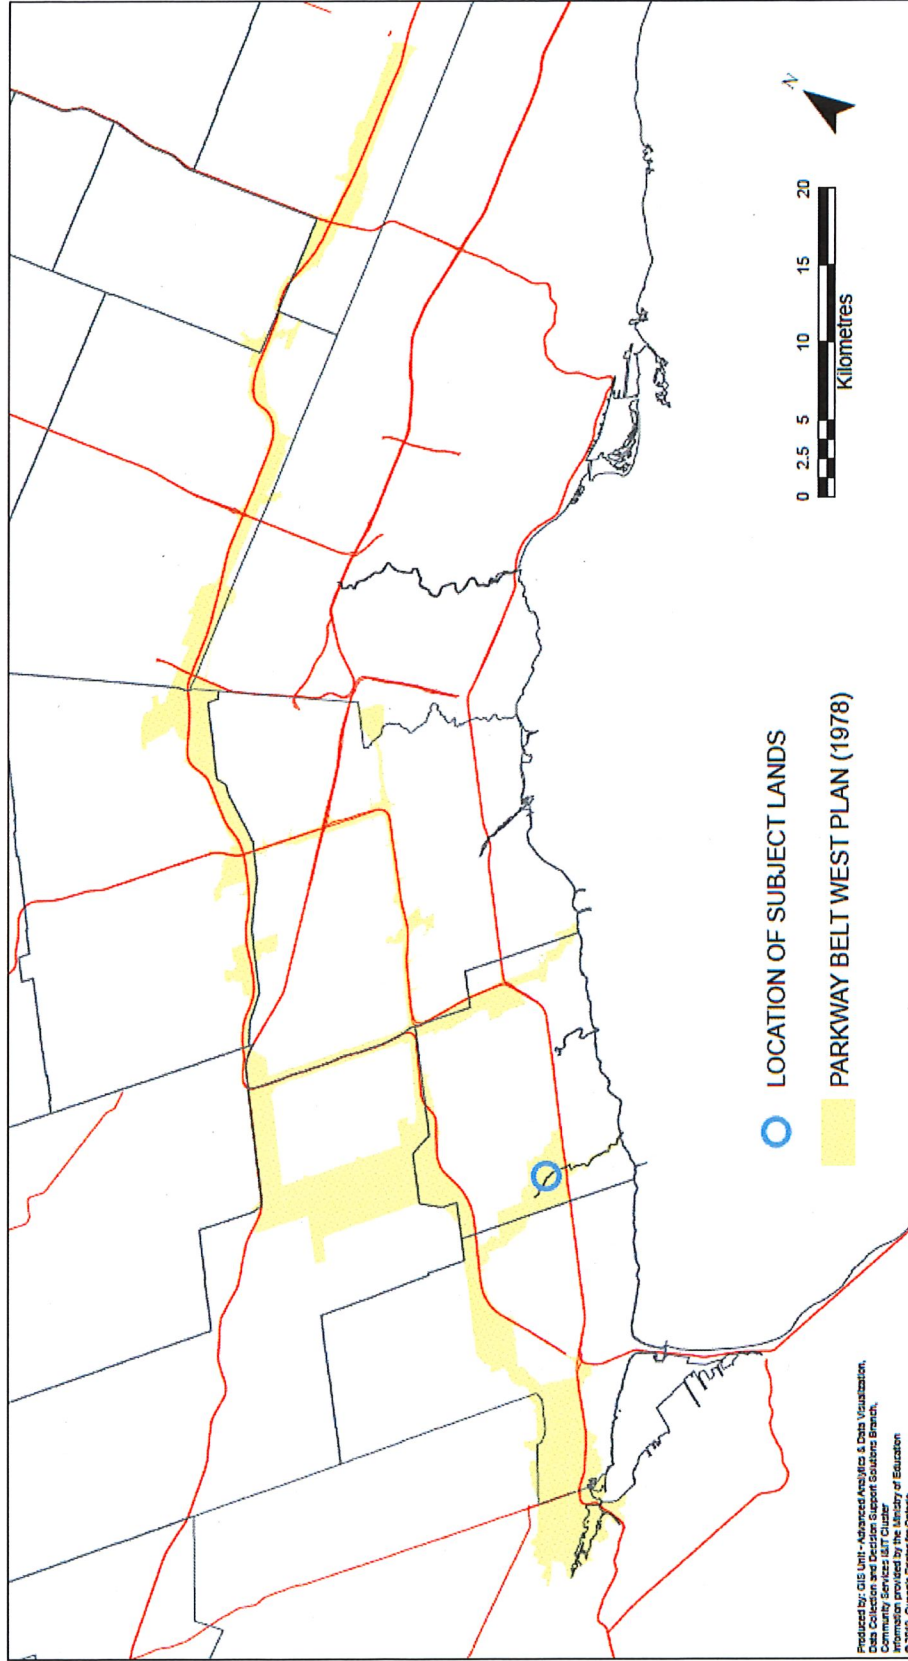 N
0 2.5 5 10 15 20
Kilometres
LOCATION OF SUBJECT LANDS
PARKWAY BELT WEST PLAN (1978)
Produced by: GIS Unit - Advanced Analytics & Data Visualization,
Data Collection and Decision Support Solutions Branch,
Community Services I&IT Cluster
Information provided by the Ministry of Education